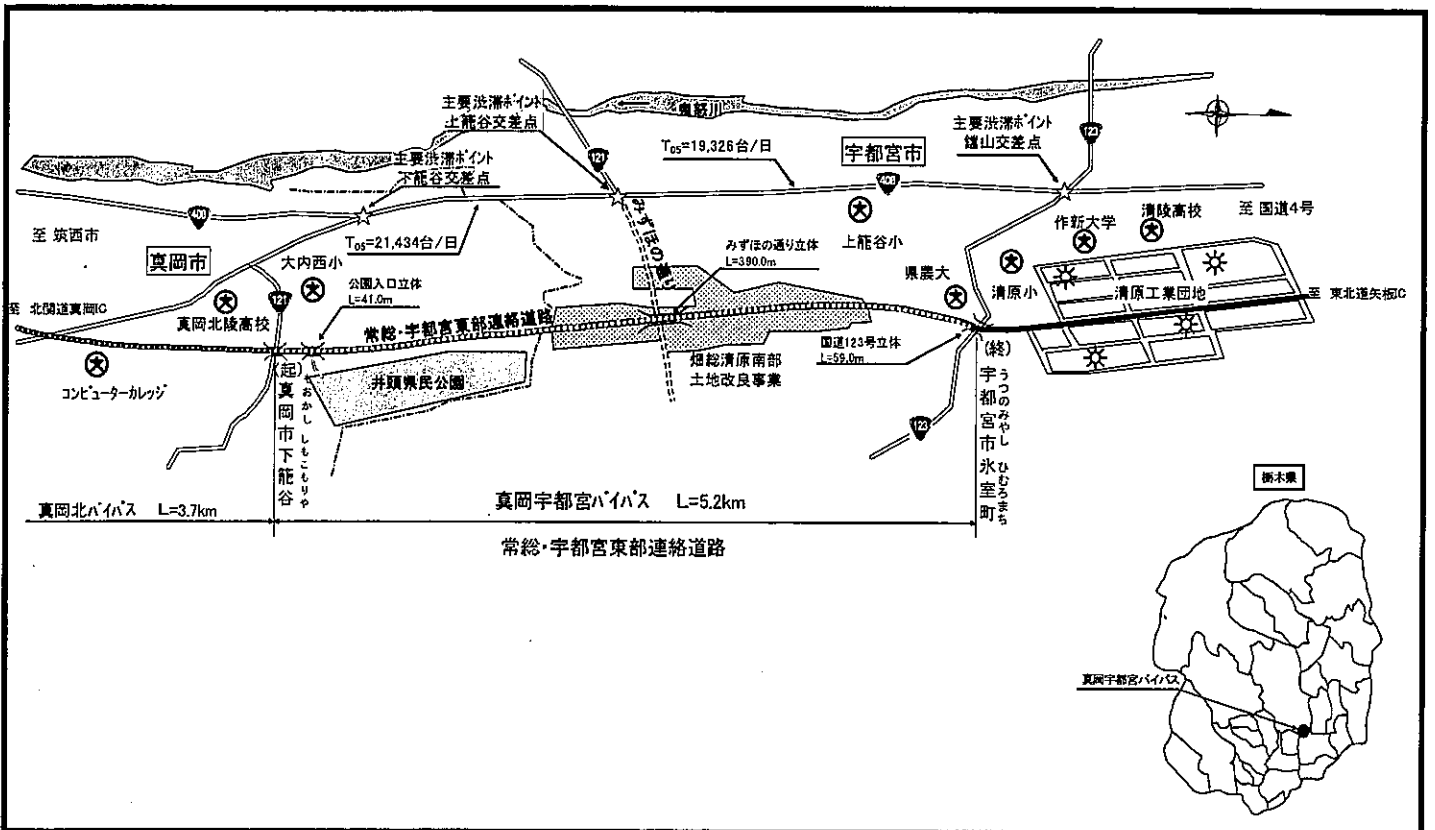 鬼怒川
主要渋滞ポイント
上籠谷交差点
主要渋滞ポイント
下籠谷交差点
121
T05=19,326台/日
宇都宮市
主要渋滞ポイント
鐺山交差点
123
408
408
至 筑西市
真岡市
T05=21,434台/日
みずほの通り
上籠谷小
作新大学
清陵高校
至 国道4号
大内西小
公園入口立体
L=41.0m
みずほの通り立体
L=390.0m
県農大
清原小
清原工業団地
至 東北道矢板IC
至 北関道真岡IC
真岡北陵高校
121
常総・宇都宮東部連絡道路
国道123号立体
L=59.0m
コンピューターカレッジ
井頭県民公園
畑総清原南部
土地改良事業
123
(起)
真岡市下籠谷
もおかし しもこもりや
(終)
宇都宮市氷室町
うつのみやし ひむろまち
真岡北バイパス L=3.7km
真岡宇都宮バイパス L=5.2km
常総・宇都宮東部連絡道路
栃木県
真岡宇都宮バイパス